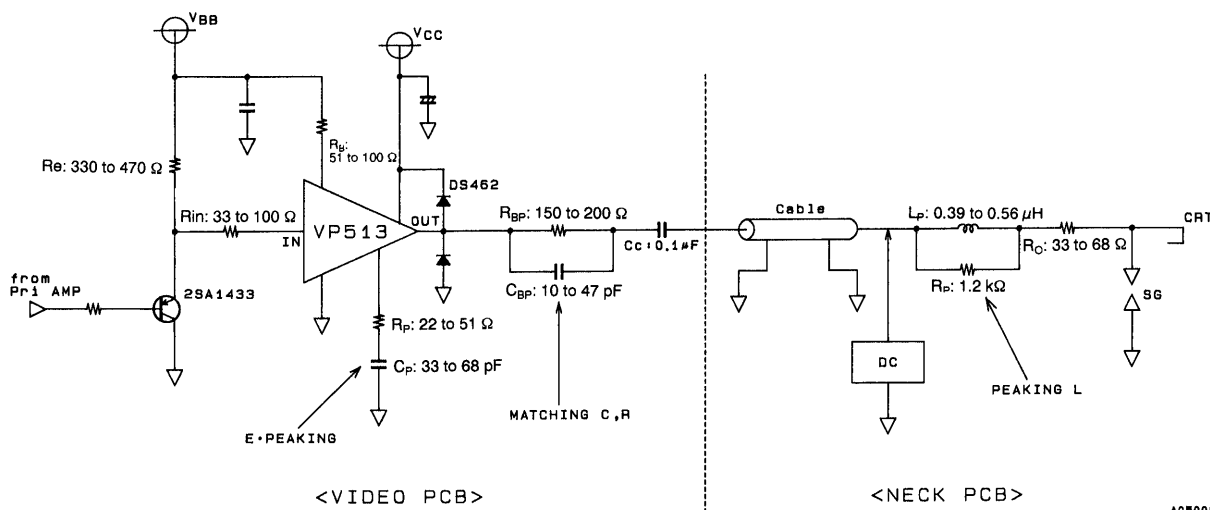 VBB
VCC
Re: 330 to 470 Ω
RB:
51 to 100 Ω
DS462
Rin: 33 to 100 Ω
IN
VP513
OUT
RBP: 150 to 200 Ω
Cc: 0.1μF
CBP: 10 to 47 pF
Cable
LP: 0.39 to 0.56 μH
RO: 33 to 68 Ω
CRT
RP: 1.2 kΩ
SG
from
Pri AMP
2SA1433
RP: 22 to 51 Ω
CP: 33 to 68 pF
DC
E•PEAKING
MATCHING C,R
PEAKING L
<VIDEO PCB>
<NECK PCB>